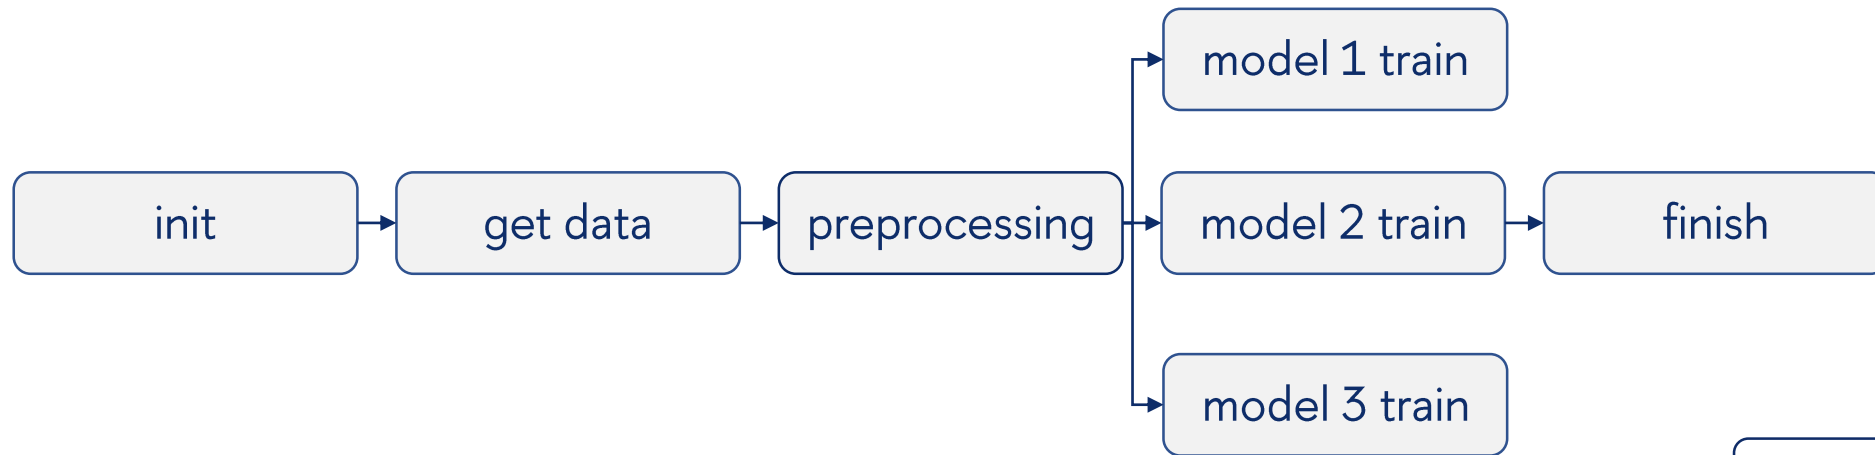 model 1 train
init
get data
preprocessing
model 2 train
finish
model 3 train